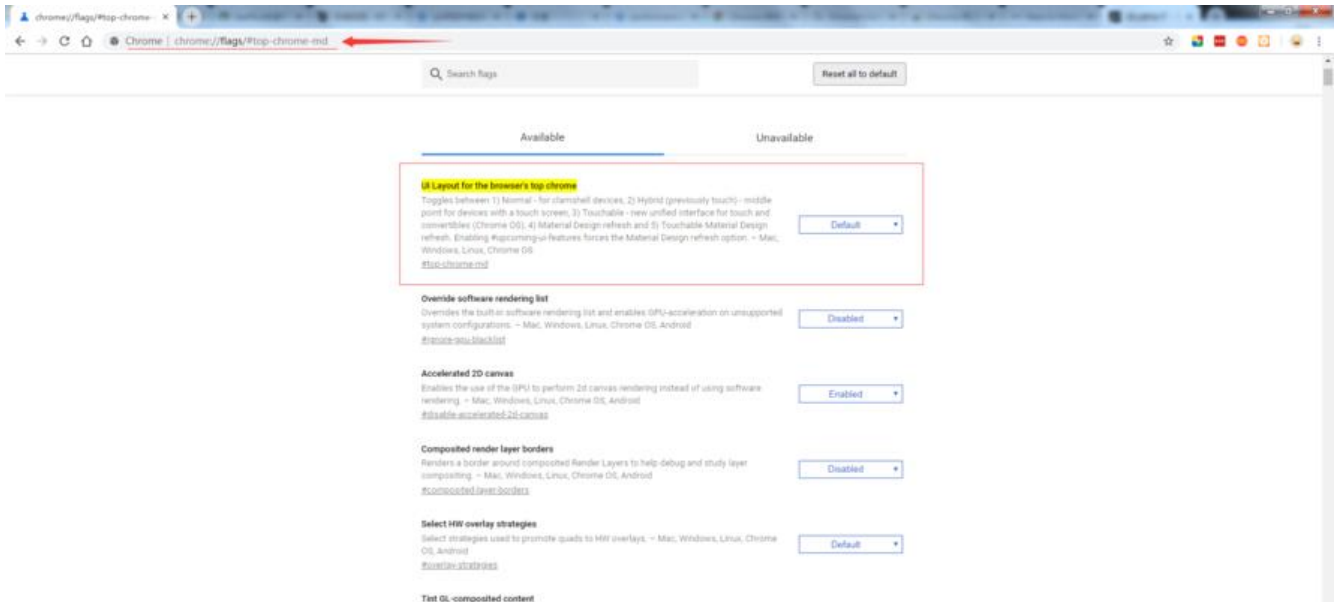 chrome://flags/#top-chrome-
Chrome | chrome://flags/#top-chrome-md
Search flags
Reset all to default
Available
Unavailable
UI Layout for the browser's top chrome
Toggles between 1) Normal - for clamshell devices, 2) Hybrid (previously touch) - middle
point for devices with a touch screen, 3) Touchable - new unified interface for touch and
convertibles (Chrome OS), 4) Material Design refresh and 5) Touchable Material Design
refresh. Enabling #upcoming-ui-features forces the Material Design refresh option. – Mac,
Windows, Linux, Chrome OS
#top-chrome-md
Default
Override software rendering list
Overrides the built-in software rendering list and enables GPU-acceleration on unsupported
system configurations. – Mac, Windows, Linux, Chrome OS, Android
#ignore-gpu-blacklist
Disabled
Accelerated 2D canvas
Enables the use of the GPU to perform 2d canvas rendering instead of using software
rendering. – Mac, Windows, Linux, Chrome OS, Android
#disable-accelerated-2d-canvas
Enabled
Composited render layer borders
Renders a border around composited Render Layers to help debug and study layer
compositing. – Mac, Windows, Linux, Chrome OS, Android
#composited-layer-borders
Disabled
Select HW overlay strategies
Select strategies used to promote quads to HW overlays. – Mac, Windows, Linux, Chrome
OS, Android
#overlay-strategies
Default
Tint GL-composited content